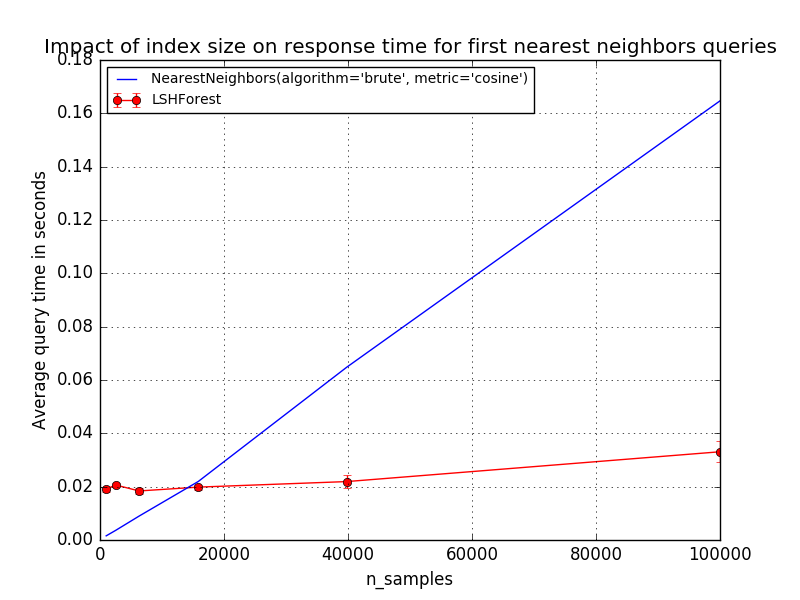 Impact of index size on response time for first nearest neighbors queries
NearestNeighbors(algorithm='brute', metric='cosine')
LSHForest
Average query time in seconds
0.18
0.16
0.14
0.12
0.10
0.08
0.06
0.04
0.02
0.00
0 20000 40000 60000 80000 100000
n_samples